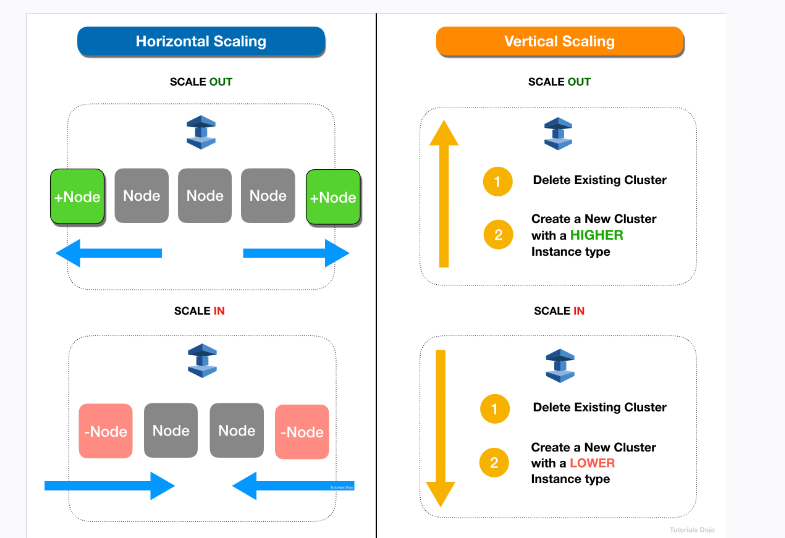 Horizontal Scaling
SCALE OUT
+Node
Node
Node
Node
+Node
SCALE IN
-Node
Node
Node
-Node
Tutorials Dojo
Vertical Scaling
SCALE OUT
1
Delete Existing Cluster
2
Create a New Cluster
with a HIGHER
Instance type
SCALE IN
1
Delete Existing Cluster
2
Create a New Cluster
with a LOWER
Instance type
Tutorials Dojo